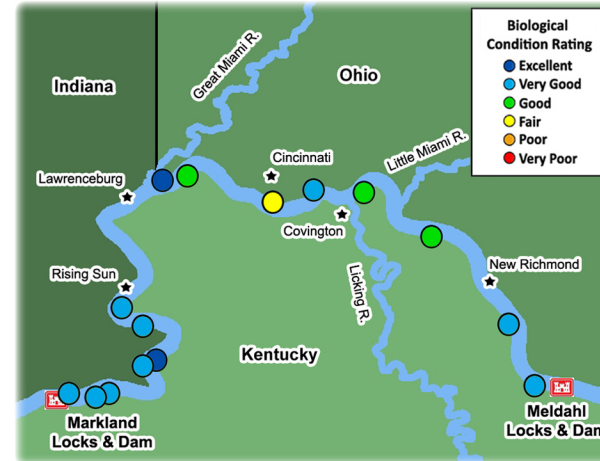 Biological
Condition Rating
Excellent
Very Good
Good
Fair
Poor
Very Poor
Indiana
Ohio
Great Miami R.
Little Miami R.
Cincinnati
Lawrenceburg
Covington
Rising Sun
New Richmond
Licking R.
Kentucky
Markland
Locks & Dam
Meldahl
Locks & Dam